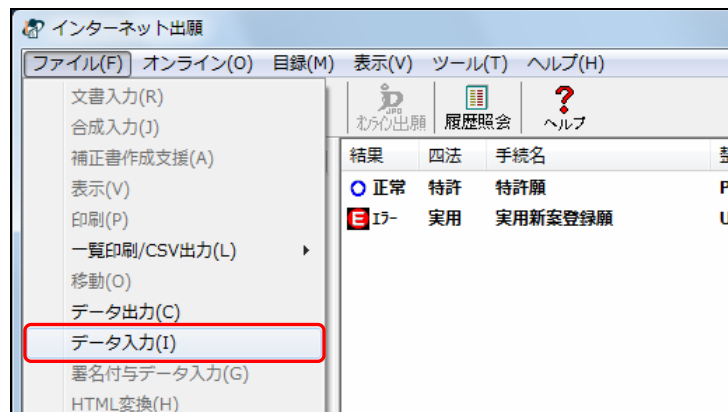 インターネット出願
ファイル(F) オンライン(O) 目録(M) 表示(V) ツール(T) ヘルプ(H)
文書入力(R)
合成入力(J)
補正書作成支援(A)
表示(V)
印刷(P)
一覧印刷/CSV出力(L)
移動(O)
データ出力(C)
データ入力(I)
署名付与データ入力(G)
HTML変換(H)
JPO
オンライン出願 履歴照会 ヘルプ
結果 四法 手続名 整
正常 特許 特許願 P
E エラー 実用 実用新案登録願 U